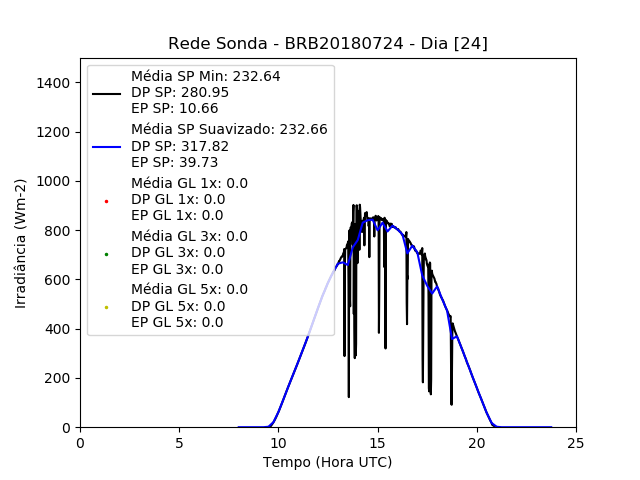 Rede Sonda - BRB20180724 - Dia [24]
Irradiância (Wm-2)
1400
1200
1000
800
600
400
200
0
Média SP Min: 232.64
DP SP: 280.95
EP SP: 10.66
Média SP Suavizado: 232.66
DP SP: 317.82
EP SP: 39.73
Média GL 1x: 0.0
DP GL 1x: 0.0
EP GL 1x: 0.0
Média GL 3x: 0.0
DP GL 3x: 0.0
EP GL 3x: 0.0
Média GL 5x: 0.0
DP GL 5x: 0.0
EP GL 5x: 0.0
0 5 10 15 20 25
Tempo (Hora UTC)